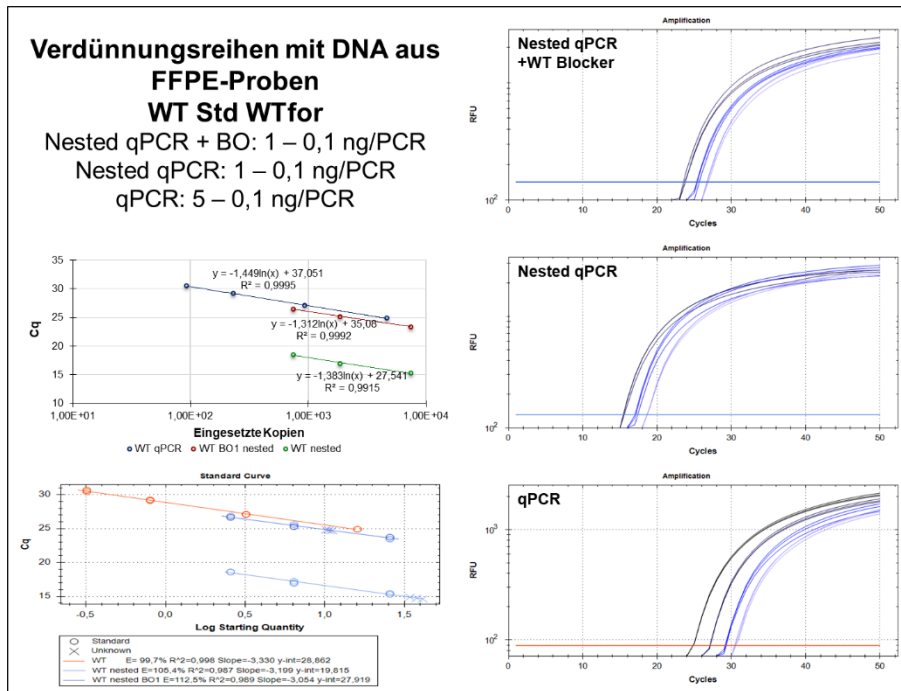 Verdünnungsreihen mit DNA aus
FFPE-Proben
WT Std WTfor
Nested qPCR + BO: 1 – 0,1 ng/PCR
Nested qPCR: 1 – 0,1 ng/PCR
qPCR: 5 – 0,1 ng/PCR
35
30
25
20
15
10
Cq
y = -1,449ln(x) + 37,051
R² = 0,9995
y = -1,312ln(x) + 35,08
R² = 0,9992
y = -1,383ln(x) + 27,541
R² = 0,9915
1,00E+01 1,00E+02 1,00E+03 1,00E+04
Eingesetzte Kopien
WT qPCR WT BO1 nested WT nested
Standard Curve
30
25
20
15
Cq
-0,5 0,0 0,5 1,0 1,5
Log Starting Quantity
Standard
Unknown
WT E= 99,7% R^2=0,998 Slope=-3,330 y-int=28,862
WT nested E=105,4% R^2=0,987 Slope=-3,199 y-int=19,815
WT nested BO1 E=112,5% R^2=0,989 Slope=-3,054 y-int=27,919
Amplification
Nested qPCR
+WT Blocker
RFU
10²
0 10 20 30 40 50
Cycles
Amplification
Nested qPCR
RFU
10²
0 10 20 30 40 50
Cycles
Amplification
qPCR
10³
RFU
10²
0 10 20 30 40 50
Cycles